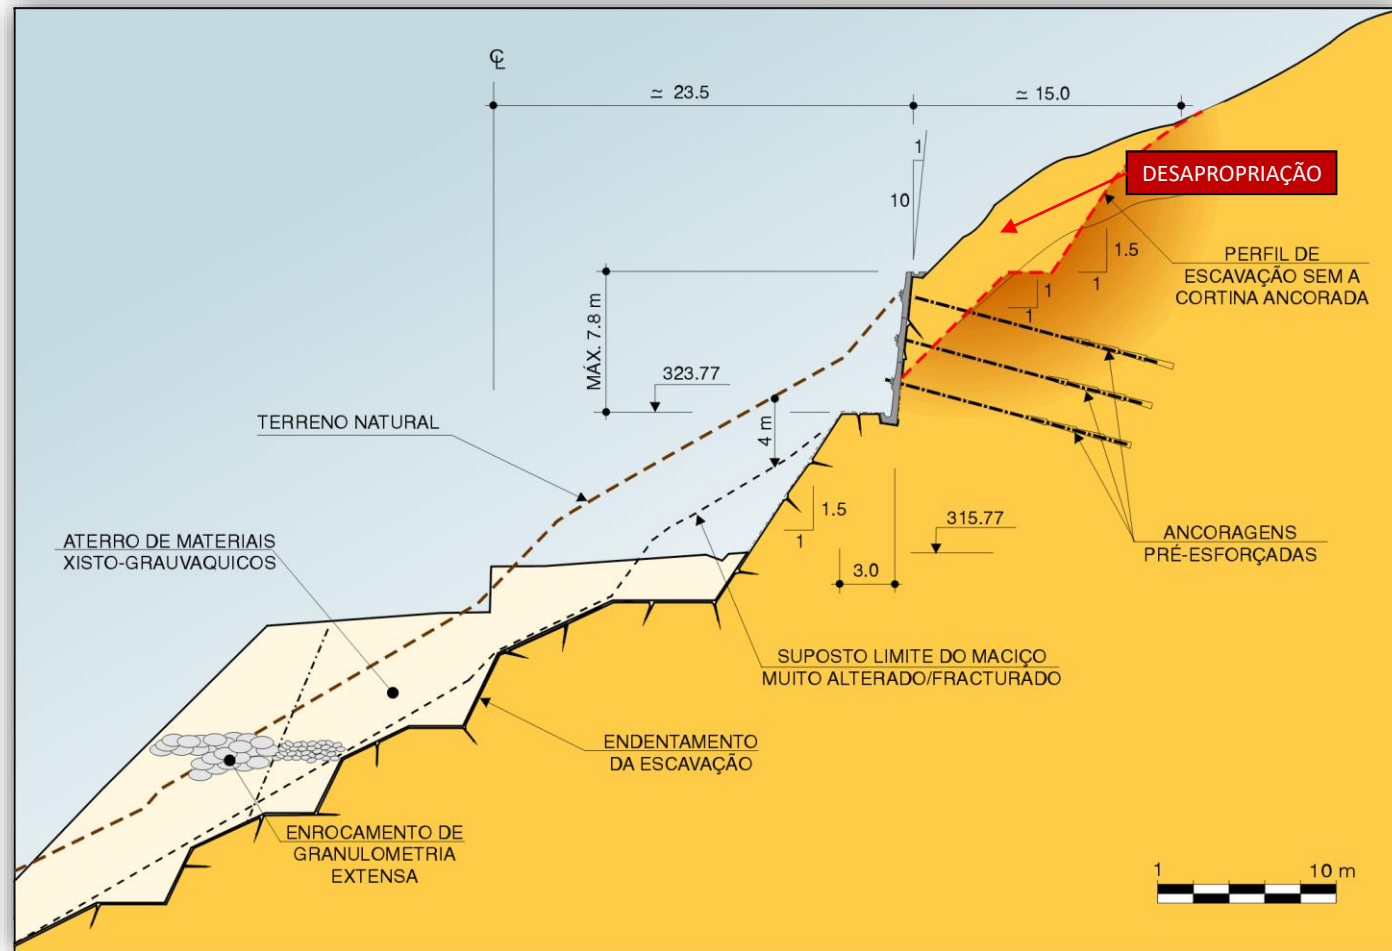 ℄
≃ 23.5
≃ 15.0
1
10
DESAPROPRIAÇÃO
1.5
1
PERFIL DE
ESCAVAÇÃO SEM A
CORTINA ANCORADA
1
1
MÁX. 7.8 m
323.77
TERRENO NATURAL
4 m
1.5
1
315.77
3.0
ANCORAGENS
PRÉ-ESFORÇADAS
ATERRO DE MATERIAIS
XISTO-GRAUVAQUICOS
SUPOSTO LIMITE DO MACIÇO
MUITO ALTERADO/FRACTURADO
ENDENTAMENTO
DA ESCAVAÇÃO
ENROCAMENTO DE
GRANULOMETRIA
EXTENSA
1 10 m